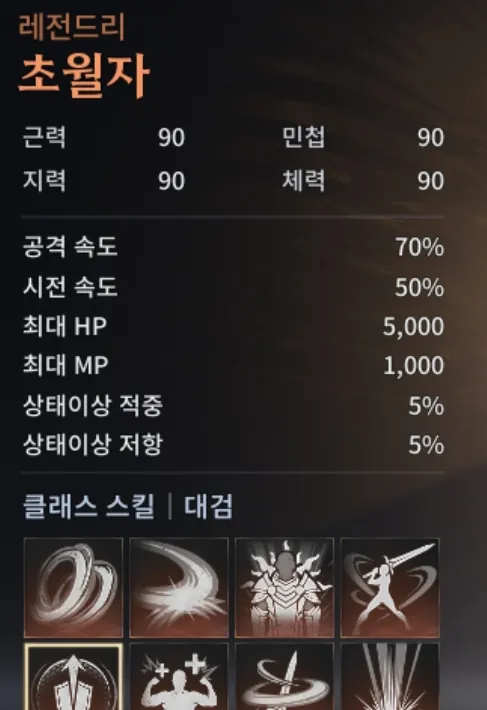 레전드리
초월자
근력 90 민첩 90
지력 90 체력 90
공격 속도 70%
시전 속도 50%
최대 HP 5,000
최대 MP 1,000
상태이상 적중 5%
상태이상 저항 5%
클래스 스킬 | 대검